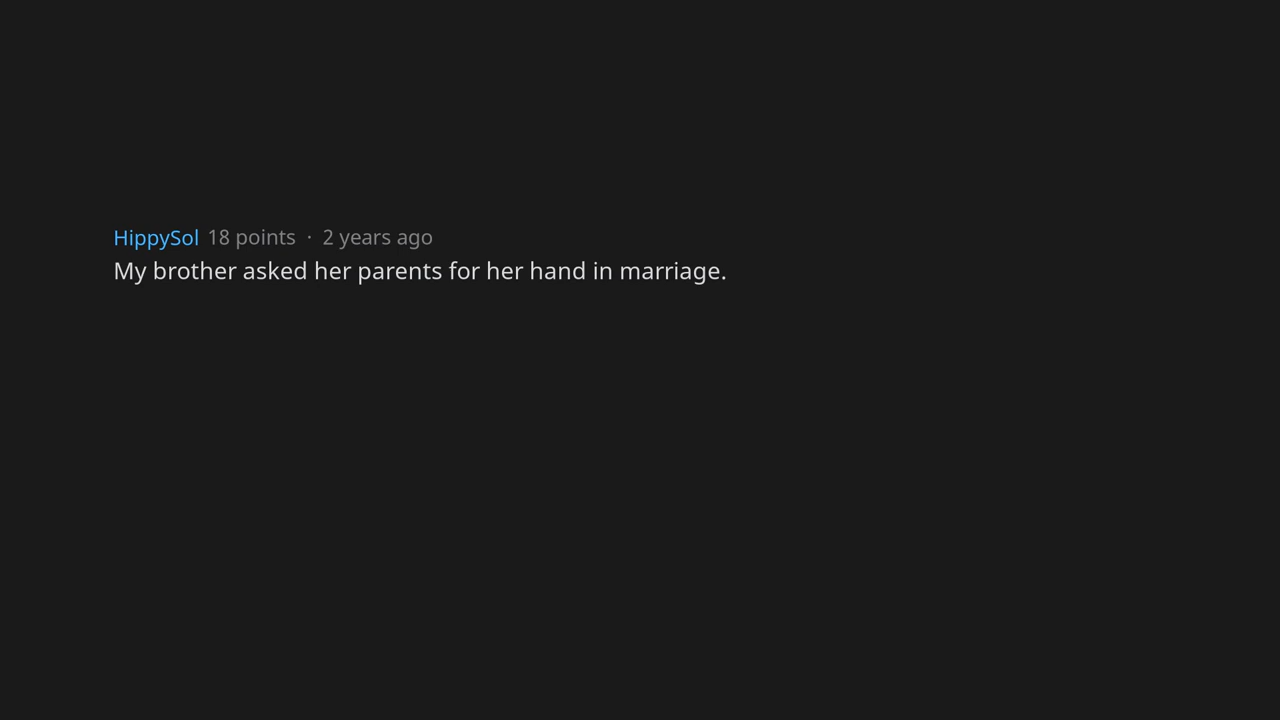 HippySol 18 points · 2 years ago
My brother asked her parents for her hand in marriage.